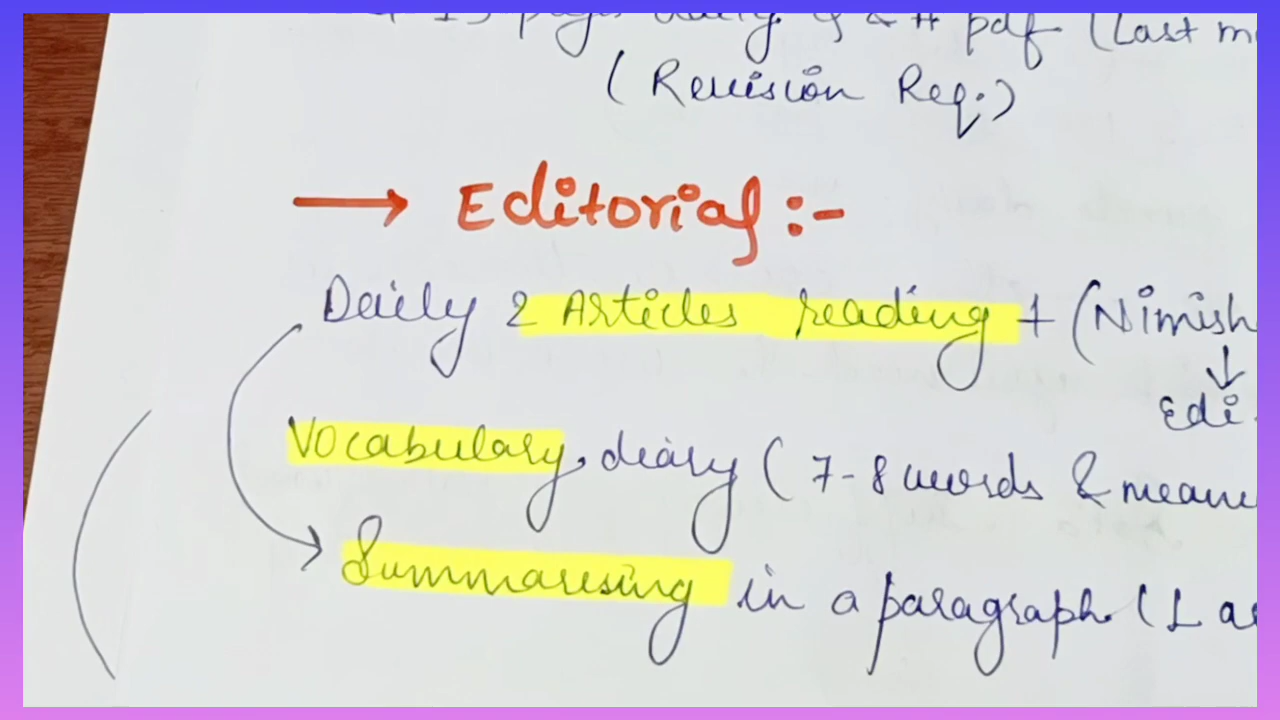 pdf (Last
(Revision Req.)
→ Editorial :-
Daily 2 Articles reading + (Nimish
↓
Edi
Vocabulary diary ( 7-8 words & mean
Summarising in a paragraph (La